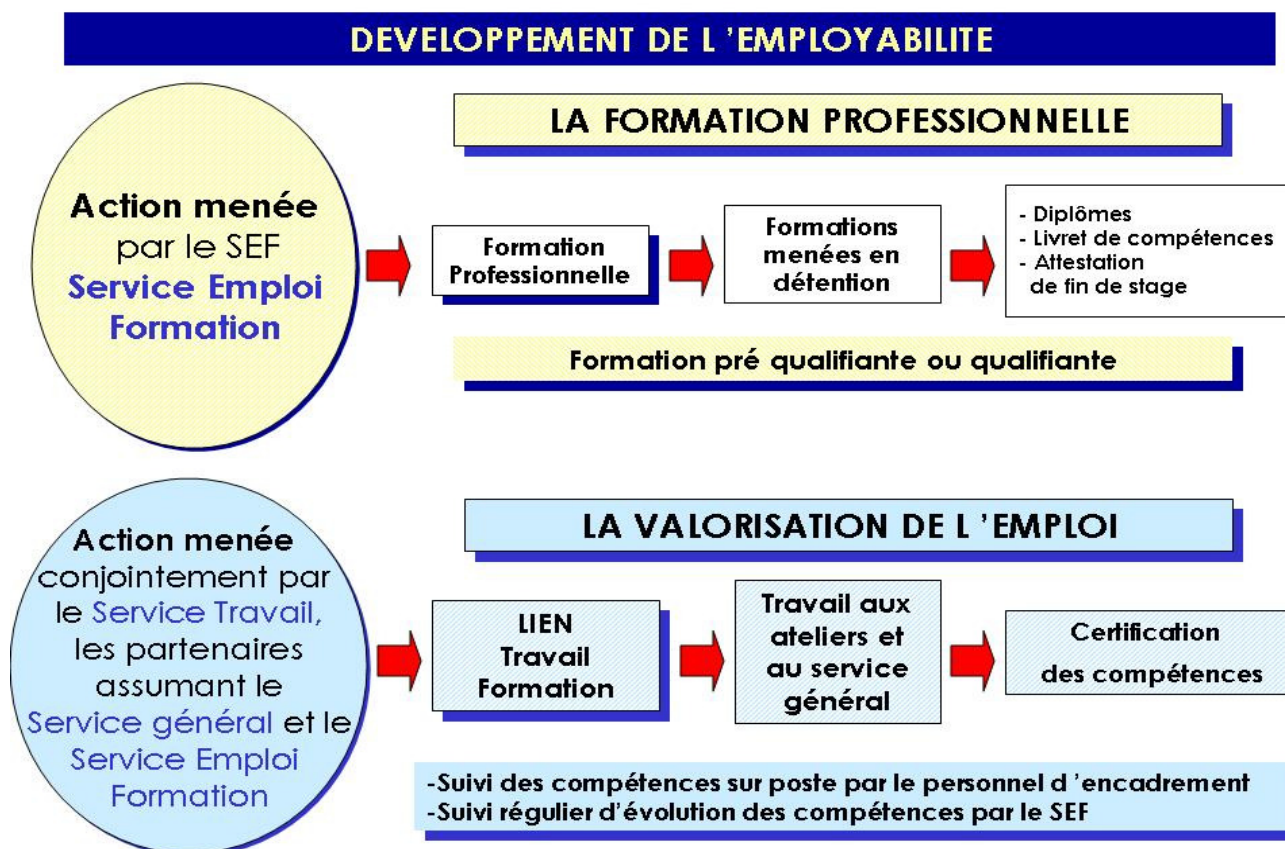 DEVELOPPEMENT DE L 'EMPLOYABILITE
LA FORMATION PROFESSIONNELLE
Action menée
par le SEF
Service Emploi
Formation
Formation
Professionnelle
Formations
menées en
détention
- Diplômes
- Livret de compétences
- Attestation
de fin de stage
Formation pré qualifiante ou qualifiante
LA VALORISATION DE L 'EMPLOI
Action menée
conjointement par
le Service Travail,
les partenaires
assumant le
Service général et le
Service Emploi
Formation
LIEN
Travail
Formation
Travail aux
ateliers et
au service
général
Certification
des compétences
-Suivi des compétences sur poste par le personnel d 'encadrement
-Suivi régulier d'évolution des compétences par le SEF